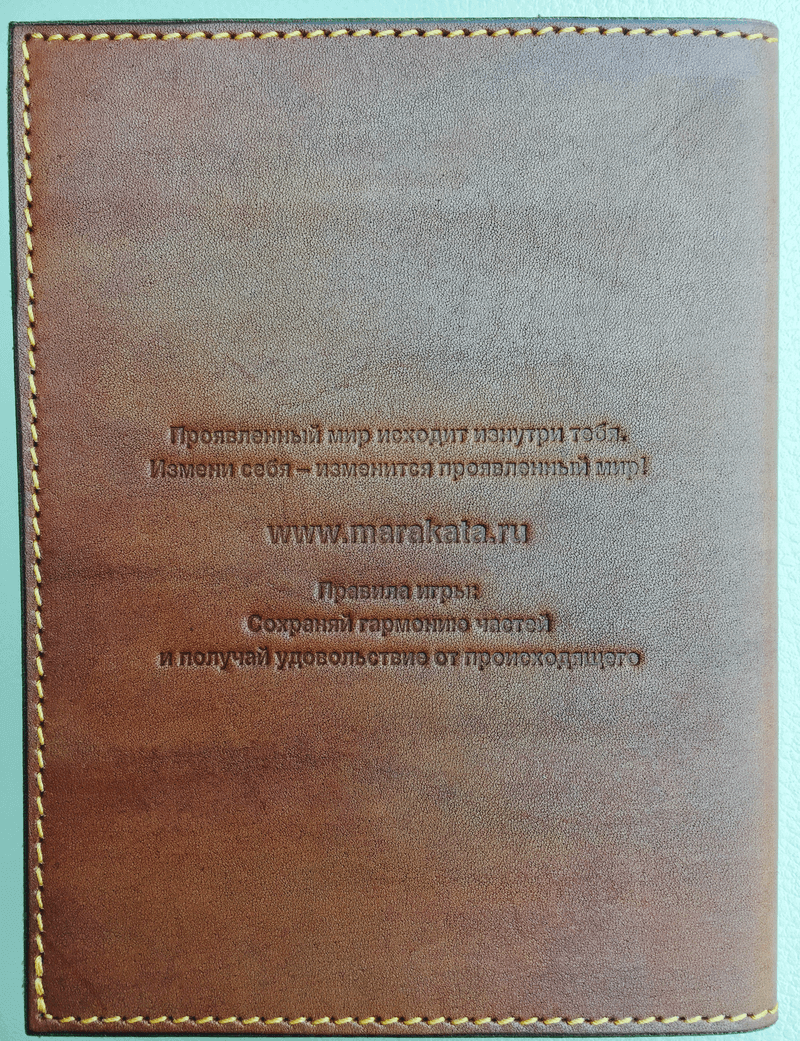 Проявленный мир исходит изнутри тебя.
Измени себя – изменится проявленный мир!
www.marakata.ru
Правила игры:
Сохраняй гармонию частей
и получай удовольствие от происходящего